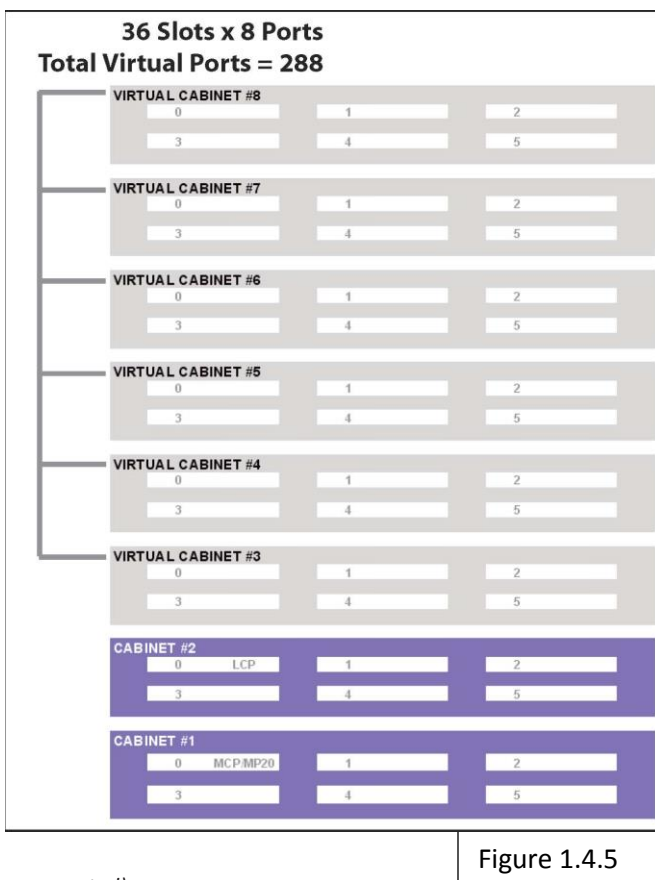 36 Slots x 8 Ports
Total Virtual Ports = 288
VIRTUAL CABINET #8
0 1 2
3 4 5
VIRTUAL CABINET #7
0 1 2
3 4 5
VIRTUAL CABINET #6
0 1 2
3 4 5
VIRTUAL CABINET #5
0 1 2
3 4 5
VIRTUAL CABINET #4
0 1 2
3 4 5
VIRTUAL CABINET #3
0 1 2
3 4 5
CABINET #2
0 LCP 1 2
3 4 5
CABINET #1
0 MCP/MP20 1 2
3 4 5
Figure 1.4.5